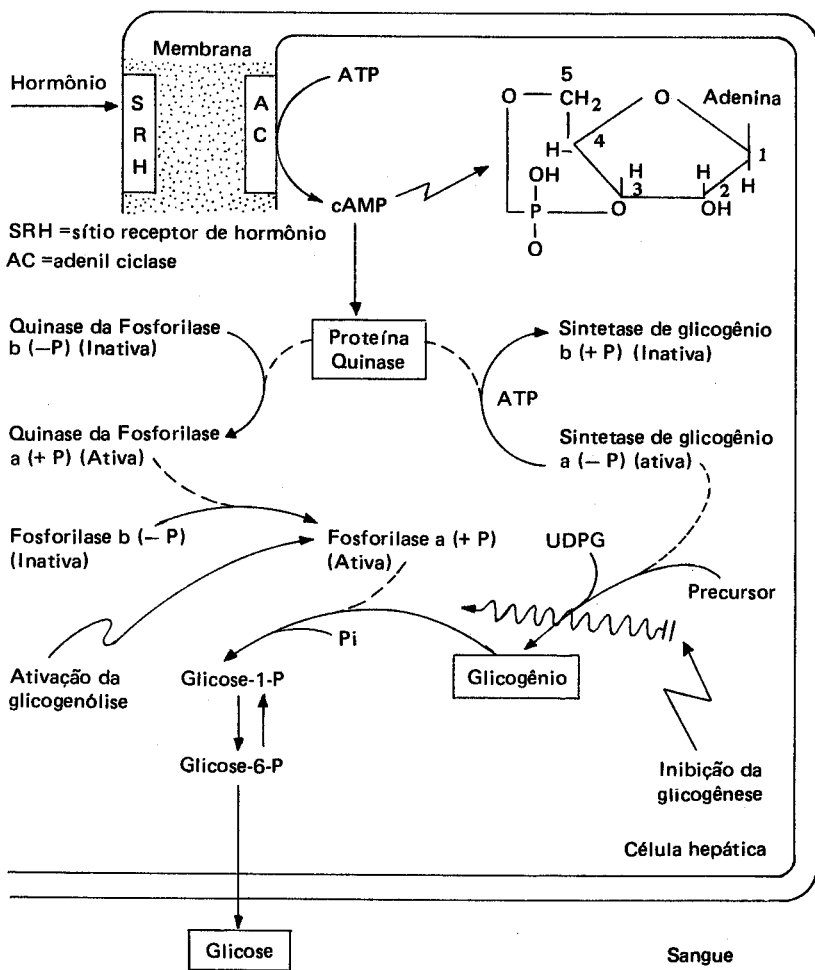 Membrana
Hormônio
S
R
H
A
C
ATP
cAMP
5
O
CH2
O
Adenina
H
4
1
OH
H
H
3
2
H
P
O
OH
O
SRH =sítio receptor de hormônio
AC =adenil ciclase
Quinase da Fosforilase
b (−P) (Inativa)
Proteína
Quinase
Sintetase de glicogênio
b (+ P) (Inativa)
ATP
Quinase da Fosforilase
a (+ P) (Ativa)
Sintetase de glicogênio
a (− P) (ativa)
Fosforilase b (− P)
(Inativa)
Fosforilase a (+ P)
(Ativa)
UDPG
Precursor
Pi
Ativação da
glicogenólise
Glicose-1-P
Glicogênio
Glicose-6-P
Inibição da
glicogênese
Célula hepática
Glicose
Sangue